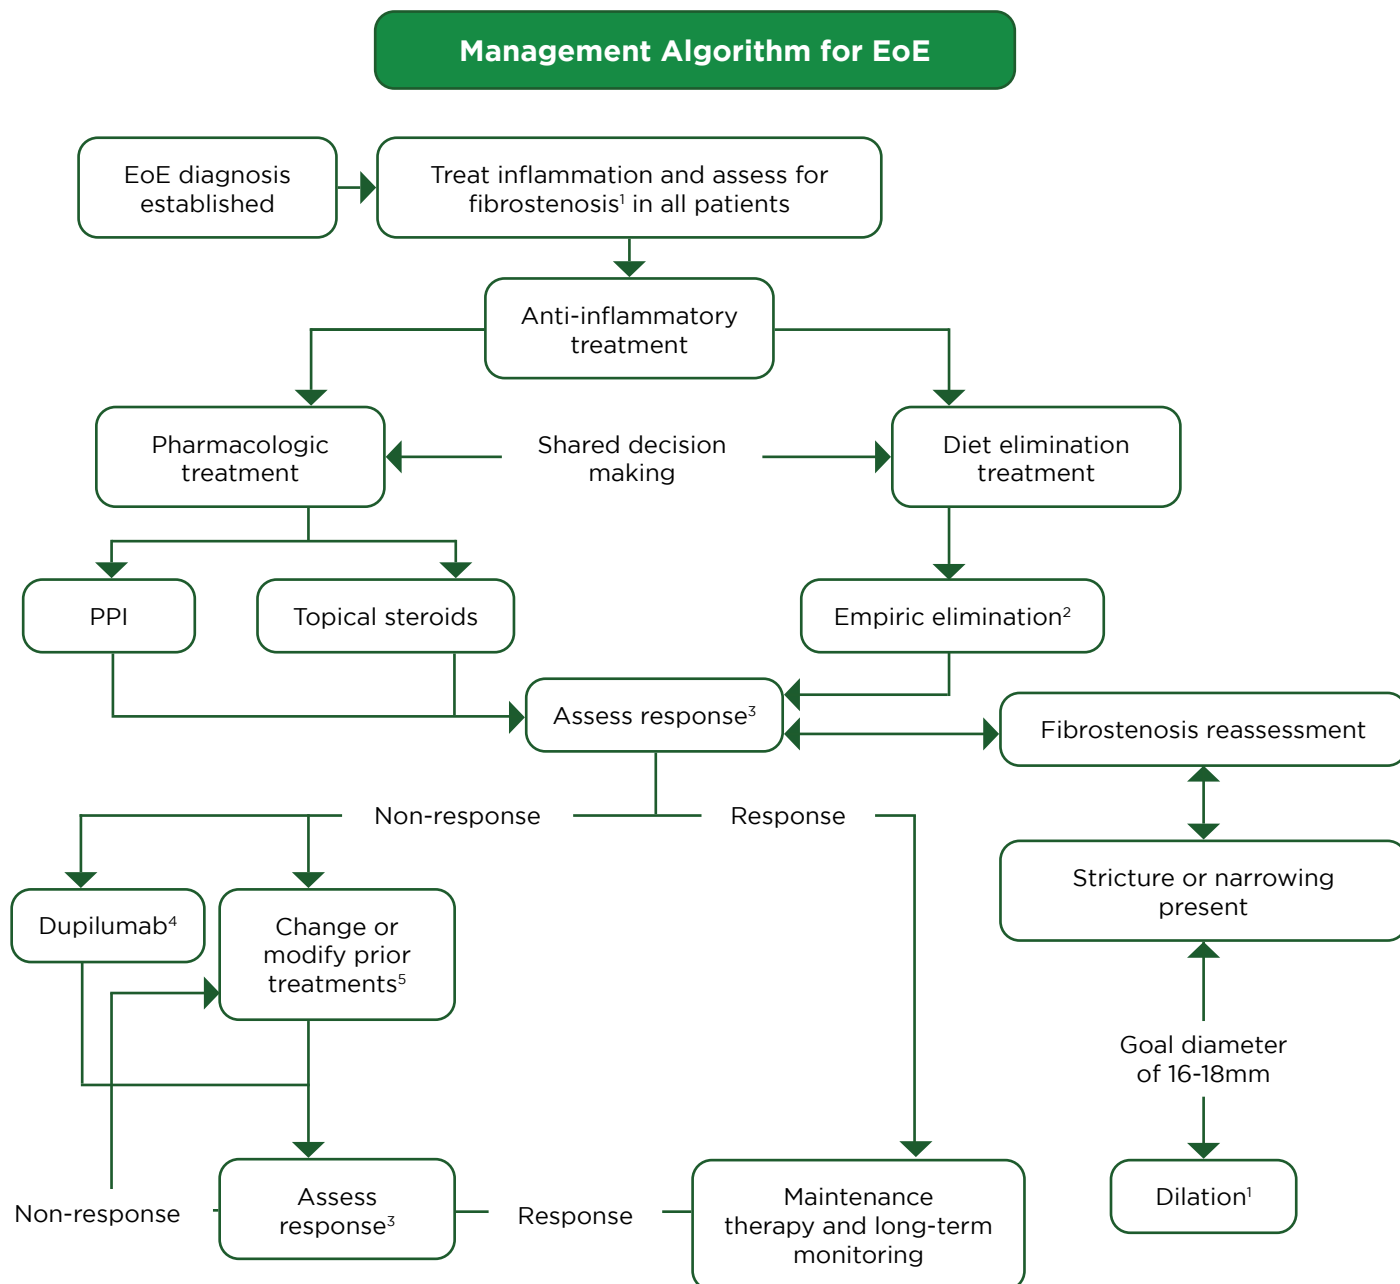 Management Algorithm for EoE
EoE diagnosis
established
Treat inflammation and assess for
fibrostenosis¹ in all patients
Anti-inflammatory
treatment
Pharmacologic
treatment
Shared decision
making
Diet elimination
treatment
PPI
Topical steroids
Empiric elimination²
Assess response³
Fibrostenosis reassessment
Non-response
Response
Stricture or narrowing
present
Dupilumab⁴
Change or
modify prior
treatments⁵
Goal diameter
of 16-18mm
Non-response
Assess
response³
Response
Maintenance
therapy and long-term
monitoring
Dilation¹